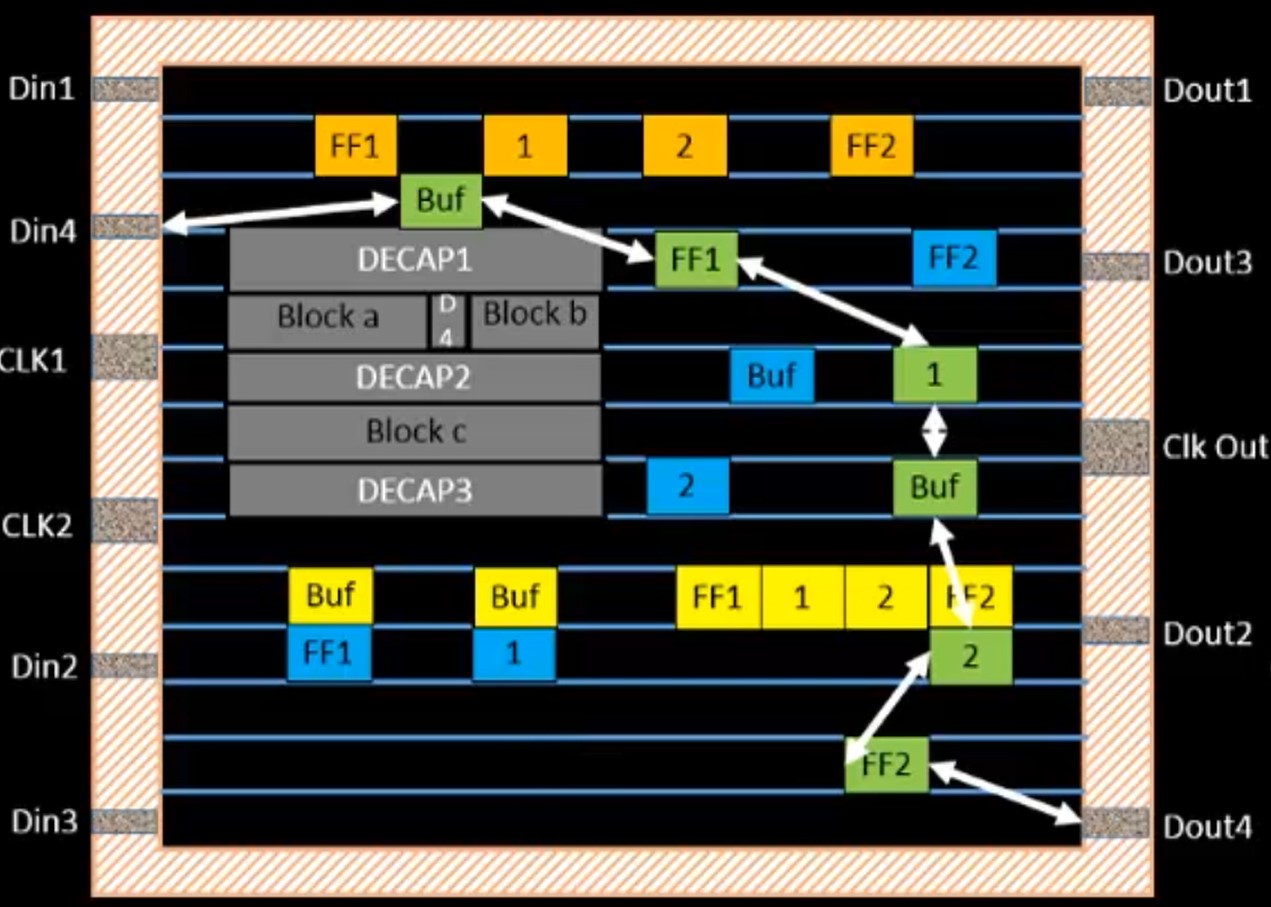 Din1
Dout1
FF1 1 2 FF2
Buf
Din4
DECAP1
FF1
FF2
Dout3
Block a
D
4
Block b
CLK1
DECAP2
Buf
1
Block c
Clk Out
DECAP3
2
Buf
CLK2
Buf
Buf
FF1 1 2 FF2
Dout2
Din2
FF1
1
2
FF2
Din3
Dout4